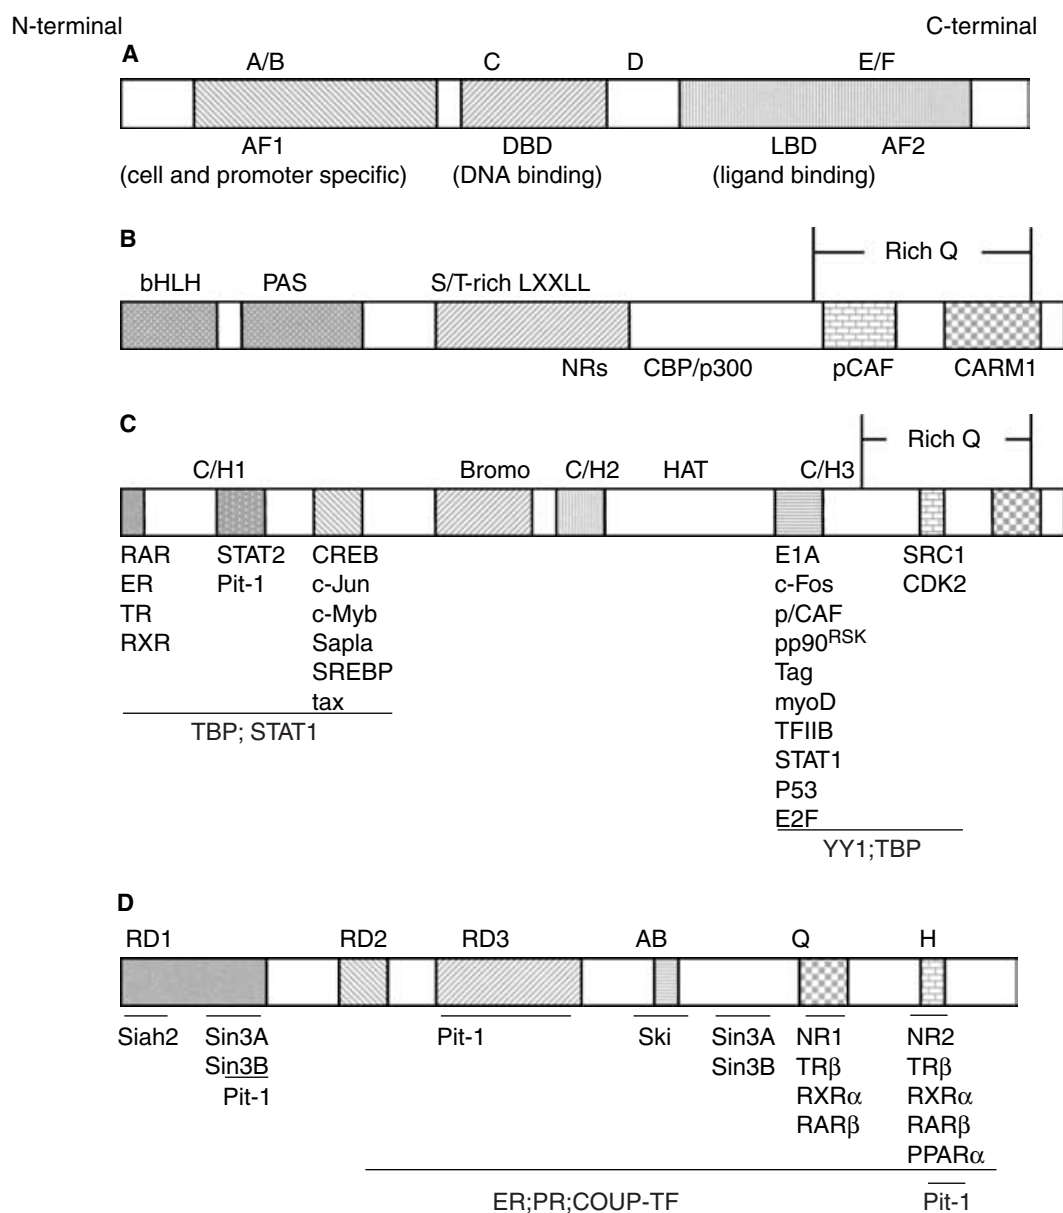 N-terminal C-terminal
A
A/B C D E/F
AF1 DBD LBD AF2
(cell and promoter specific) (DNA binding) (ligand binding)
B
Rich Q
bHLH PAS S/T-rich LXXLL
NRs CBP/p300 pCAF CARM1
C
Rich Q
C/H1 Bromo C/H2 HAT C/H3
RAR STAT2 CREB E1A SRC1
ER Pit-1 c-Jun c-Fos CDK2
TR c-Myb p/CAF
RXR Sapla pp90RSK
SREBP Tag
tax myoD
TBP; STAT1 TFIIB
STAT1
P53
E2F
YY1;TBP
D
RD1 RD2 RD3 AB Q H
Siah2 Sin3A Pit-1 Ski Sin3A NR1 NR2
Sin3B Sin3B TRβ TRβ
Pit-1 RXRα RXRα
RARβ RARβ
PPARα
ER;PR;COUP-TF Pit-1